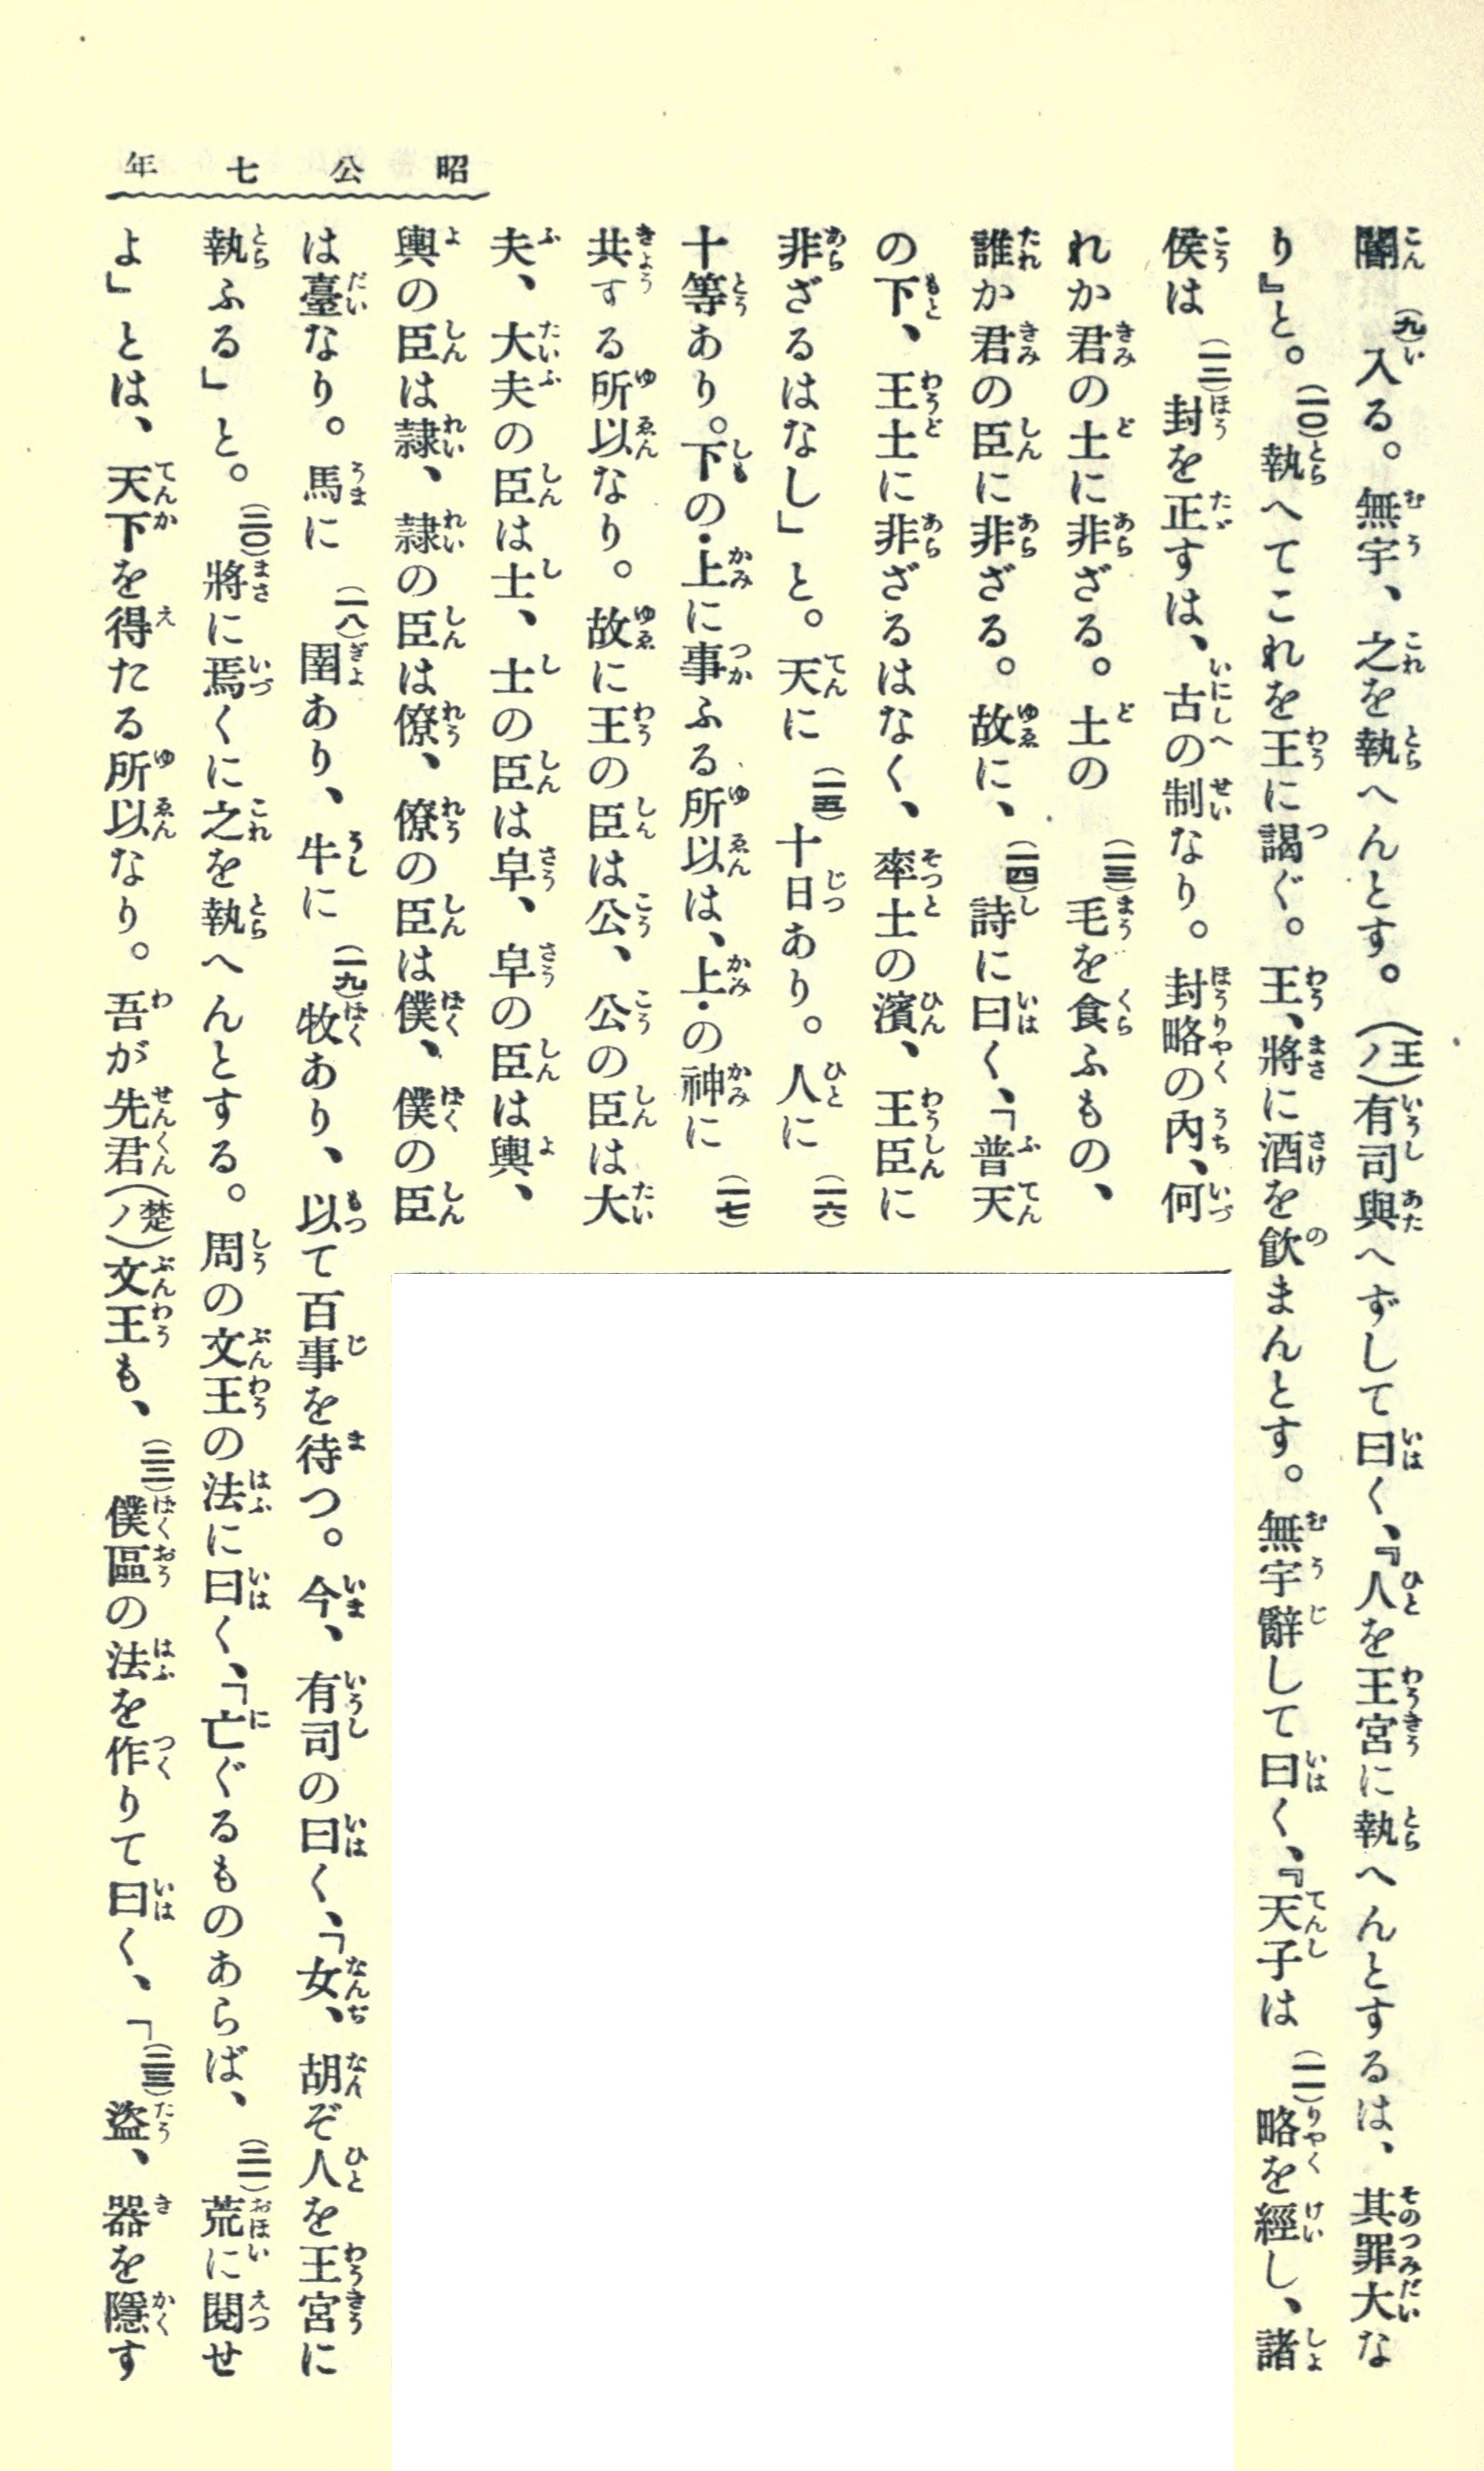 昭公七年
閽(九)入る。無宇、之を執へんとす。(王ノ)有司與へずして曰く、『人を王宮に執へんとするは、其罪大な
り』と。(一〇)執へてこれを王に謁ぐ。王、將に酒を飮まんとす。無宇辭して曰く、『天子は(一一)略を經し、諸
侯は(一二)封を正すは、古の制なり。封略の內、何
れか君の土に非ざる。土の(一三)毛を食ふもの、
誰か君の臣に非ざる。故に、(一四)詩に曰く、「普天
の下、王土に非ざるはなく、率土の濱、王臣に
非ざるはなし」と。天に(一五)十日あり。人に(一六)
十等あり。下の・上に事ふる所以は、上・の神に(一七)
共する所以なり。故に王の臣は公、公の臣は大
夫、大夫の臣は士、士の臣は皁、皁の臣は輿、
輿の臣は隷、隷の臣は僚、僚の臣は僕、僕の臣
は臺なり。馬に(一八)圉あり、牛に(一九)牧あり、以て百事を待つ。今、有司の曰く、「女、胡ぞ人を王宮に
執ふる」と。(二〇)將に焉くに之を執へんとする。周の文王の法に曰く、「亡ぐるものあらば、(二一)荒に閱せ
よ」とは、天下を得たる所以なり。吾が先君(楚ノ)文王も、(二二)僕區の法を作りて曰く、「(二三)盜、器を隱す